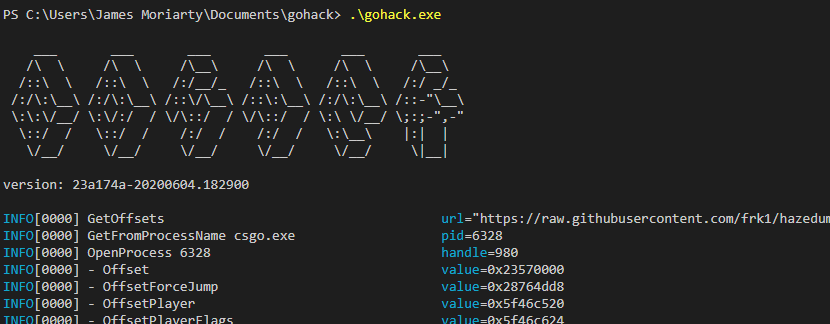 PS C:\Users\James Moriarty\Documents\gohack> .\gohack.exe
version: 23a174a-20200604.182900
INFO[0000] GetOffsets url="https://raw.githubusercontent.com/frk1/hazedum
INFO[0000] GetFromProcessName csgo.exe pid=6328
INFO[0000] OpenProcess 6328 handle=980
INFO[0000] - Offset value=0x23570000
INFO[0000] - OffsetForceJump value=0x28764dd8
INFO[0000] - OffsetPlayer value=0x5f46c520
INFO[0000] - OffsetPlayerFlags value=0x5f46c624